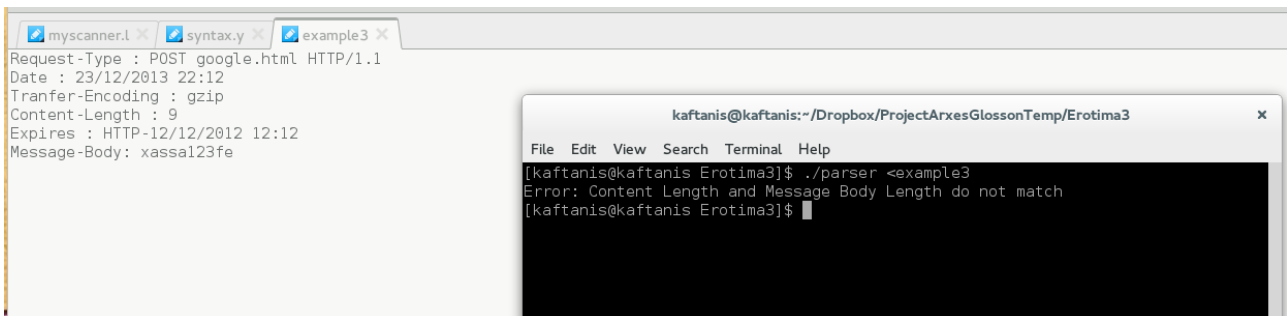 myscanner.l
syntax.y
example3
Request-Type : POST google.html HTTP/1.1
Date : 23/12/2013 22:12
Tranfer-Encoding : gzip
Content-Length : 9
Expires : HTTP-12/12/2012 12:12
Message-Body: xassa123fe
kaftanis@kaftanis:~/Dropbox/ProjectArxesGlossonTemp/Erotima3
File Edit View Search Terminal Help
[kaftanis@kaftanis Erotima3]$ ./parser <example3
Error: Content Length and Message Body Length do not match
[kaftanis@kaftanis Erotima3]$